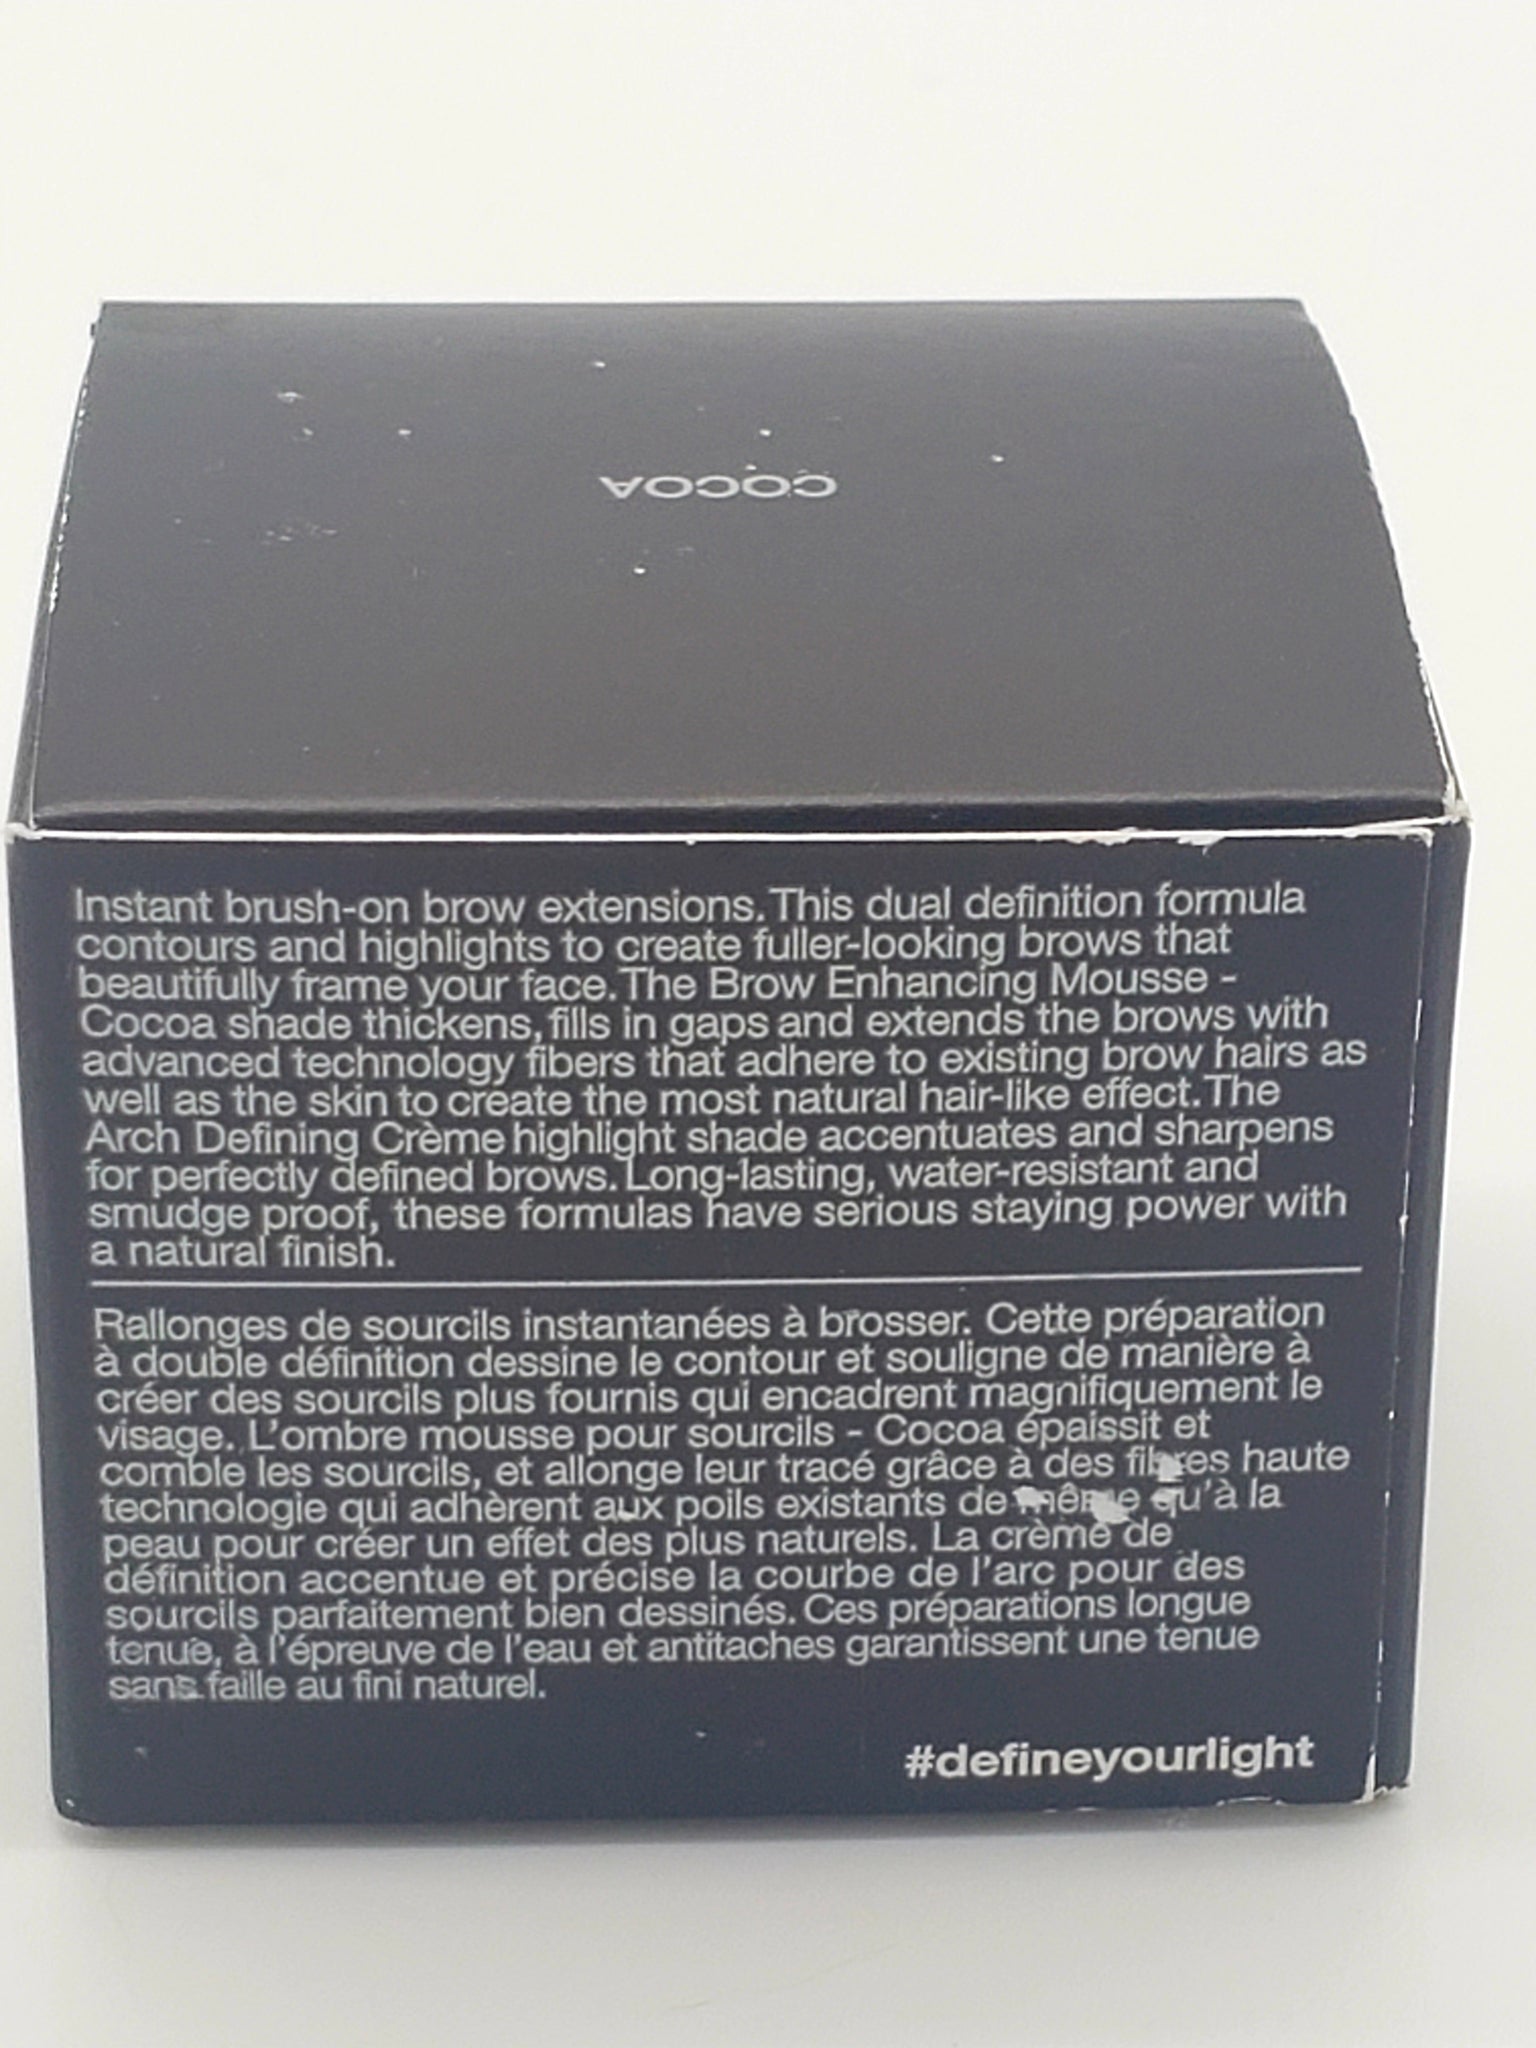 COCOA
Instant brush-on brow extensions. This dual definition formula
contours and highlights to create fuller-looking brows that
beautifully frame your face. The Brow Enhancing Mousse -
Cocoa shade thickens, fills in gaps and extends the brows with
advanced technology fibers that adhere to existing brow hairs as
well as the skin to create the most natural hair-like effect. The
Arch Defining Crème highlight shade accentuates and sharpens
for perfectly defined brows. Long-lasting, water-resistant and
smudge proof, these formulas have serious staying power with
a natural finish.
Rallonges de sourcils instantanées à brosser. Cette préparation
à double définition dessine le contour et souligne de manière à
créer des sourcils plus fournis qui encadrent magnifiquement le
visage. L'ombre mousse pour sourcils - Cocoa épaissit et
comble les sourcils, et allonge leur tracé grâce à des fibres haute
technologie qui adhèrent aux poils existants de même qu'à la
peau pour créer un effet des plus naturels. La crème de
définition accentue et précise la courbe de l'arc pour des
sourcils parfaitement bien dessinés. Ces préparations longue
tenue, à l'épreuve de l'eau et antitaches garantissent une tenue
sans faille au fini naturel.
#defineyourlight